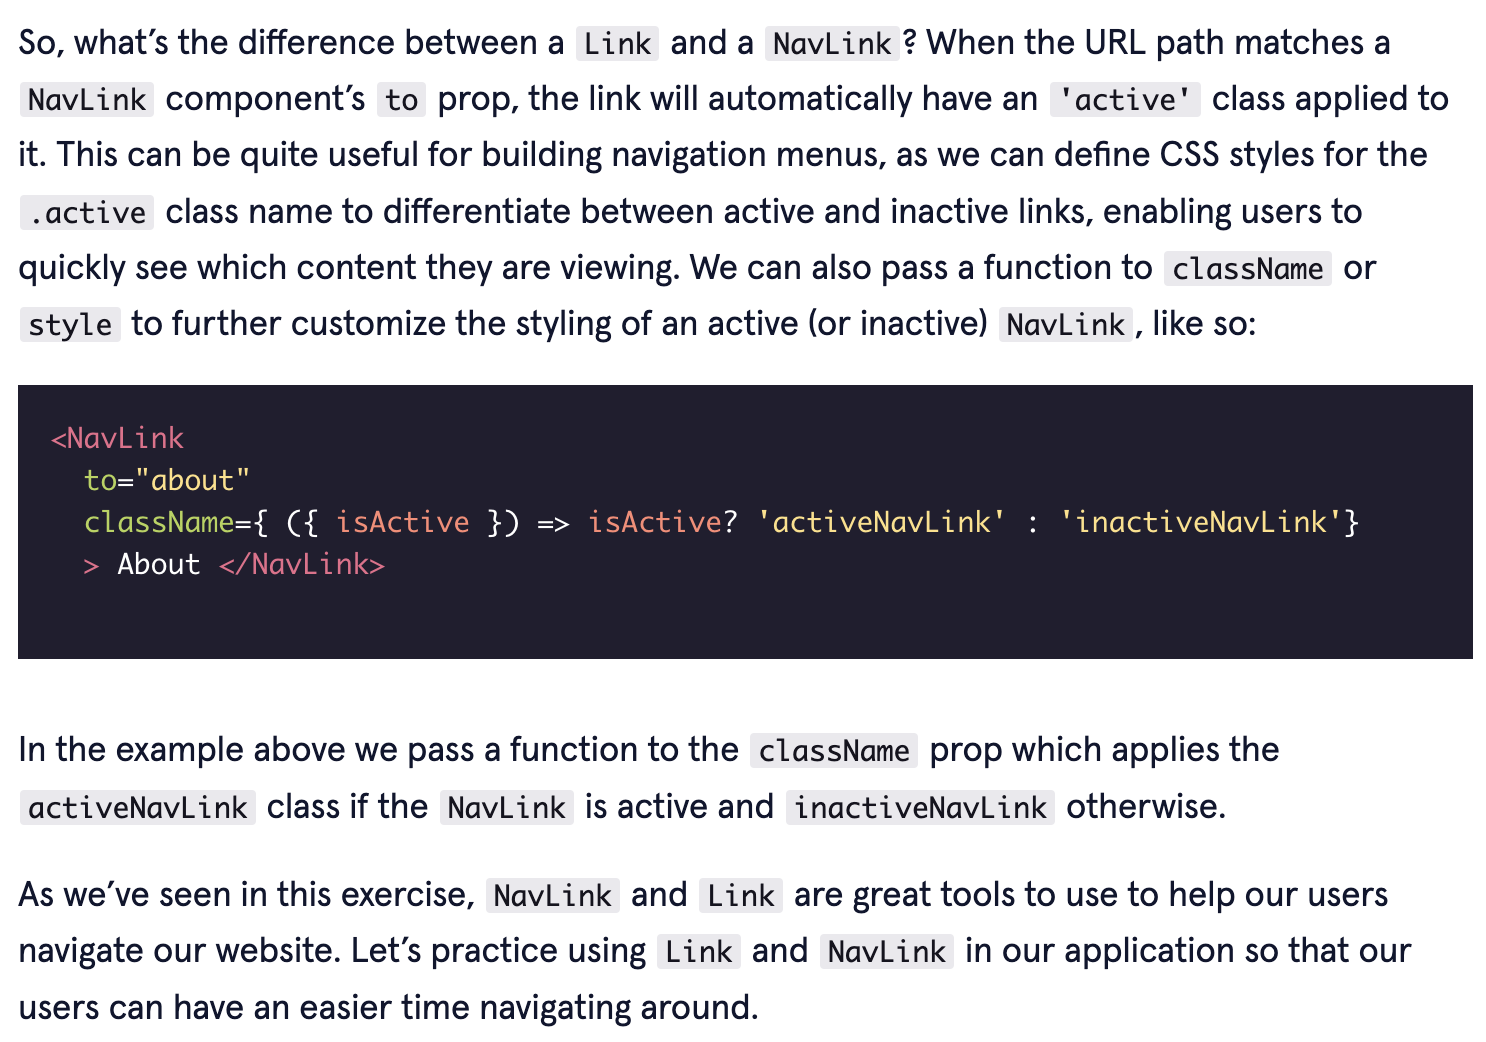 So, what’s the difference between a Link and a NavLink? When the URL path matches a
NavLink component’s to prop, the link will automatically have an 'active' class applied to
it. This can be quite useful for building navigation menus, as we can define CSS styles for the
.active class name to differentiate between active and inactive links, enabling users to
quickly see which content they are viewing. We can also pass a function to className or
style to further customize the styling of an active (or inactive) NavLink, like so:
<NavLink
  to="about"
  className={ ({ isActive }) => isActive? 'activeNavLink' : 'inactiveNavLink'}
  > About </NavLink>
In the example above we pass a function to the className prop which applies the
activeNavLink class if the NavLink is active and inactiveNavLink otherwise.
As we’ve seen in this exercise, NavLink and Link are great tools to use to help our users
navigate our website. Let’s practice using Link and NavLink in our application so that our
users can have an easier time navigating around.